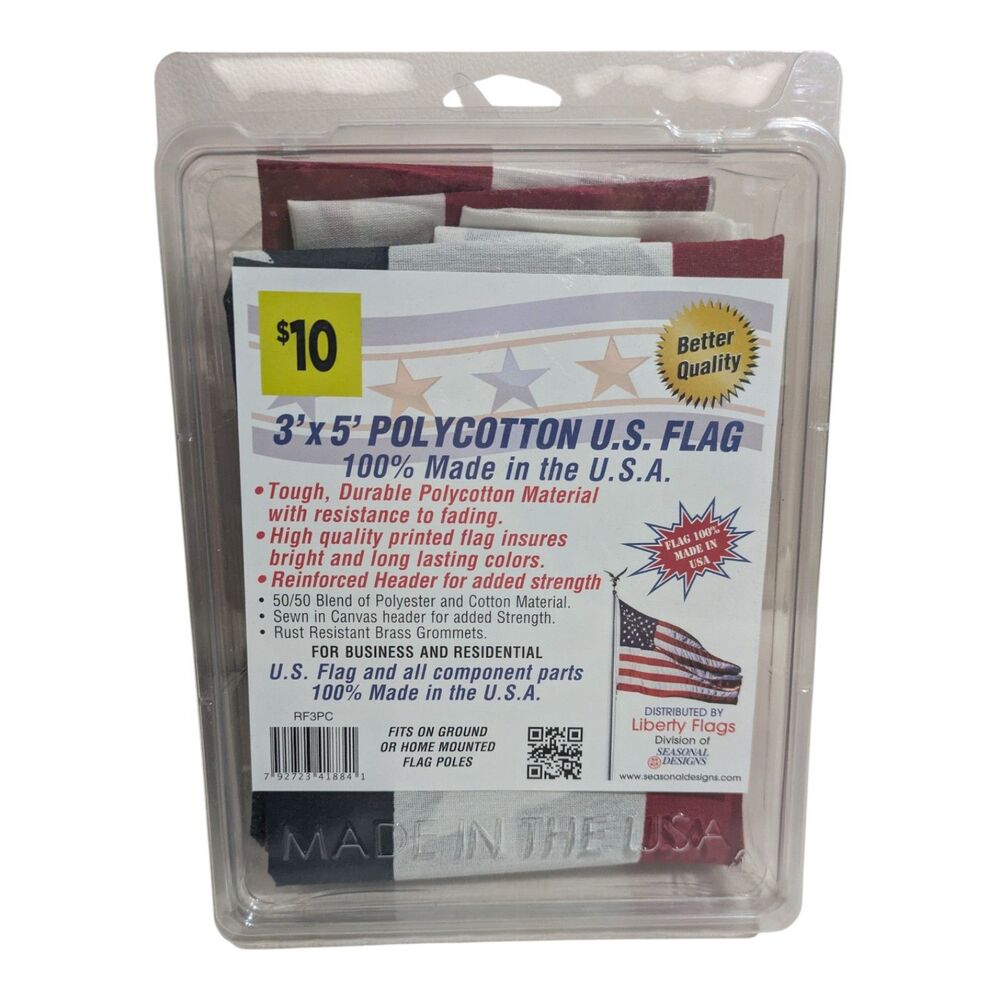 $10
Better
Quality
3'x 5' POLYCOTTON U.S. FLAG
100% Made in the U.S.A.
• Tough, Durable Polycotton Material
with resistance to fading.
• High quality printed flag insures
bright and long lasting colors.
• Reinforced Header for added strength
• 50/50 Blend of Polyester and Cotton Material.
• Sewn in Canvas header for added Strength.
• Rust Resistant Brass Grommets.
FOR BUSINESS AND RESIDENTIAL
U.S. Flag and all component parts
100% Made in the U.S.A.
FLAG 100%
MADE IN
USA
RF3PC
7 92723 41884 1
FITS ON GROUND
OR HOME MOUNTED
FLAG POLES
DISTRIBUTED BY
Liberty Flags
Division of
SEASONAL
DESIGNS
www.seasonaldesigns.com
MADE IN THE USA